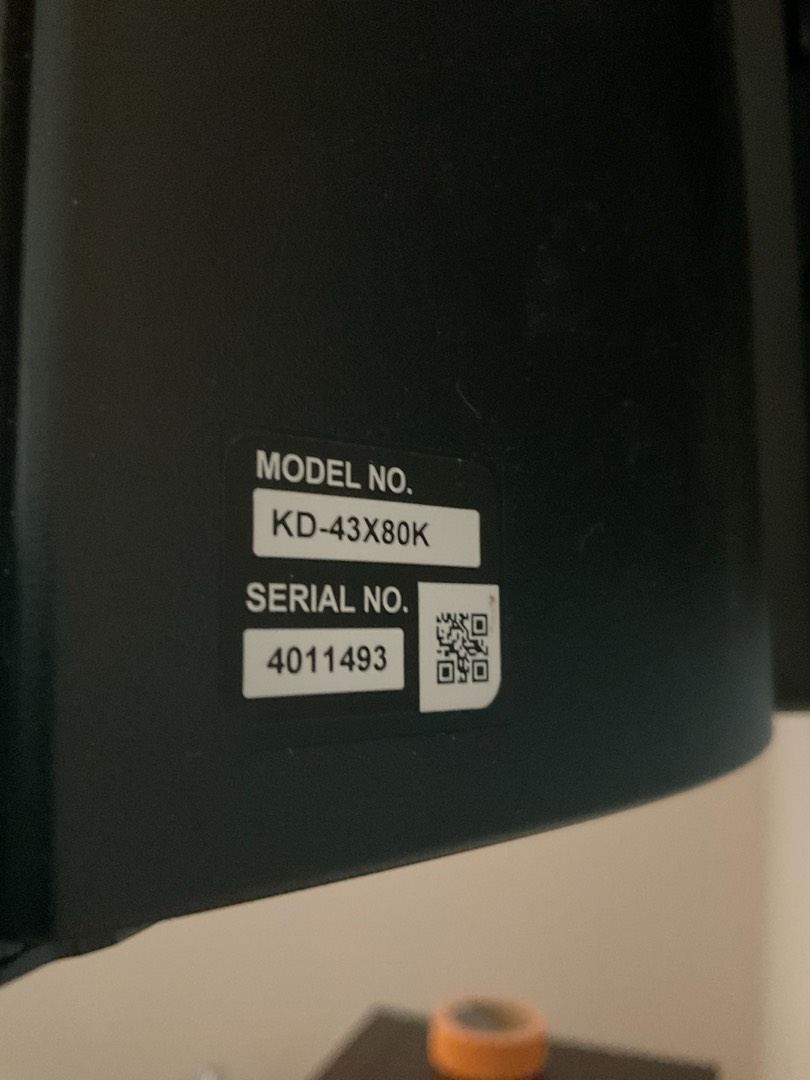 MODEL NO.
KD-43X80K
SERIAL NO.
4011493